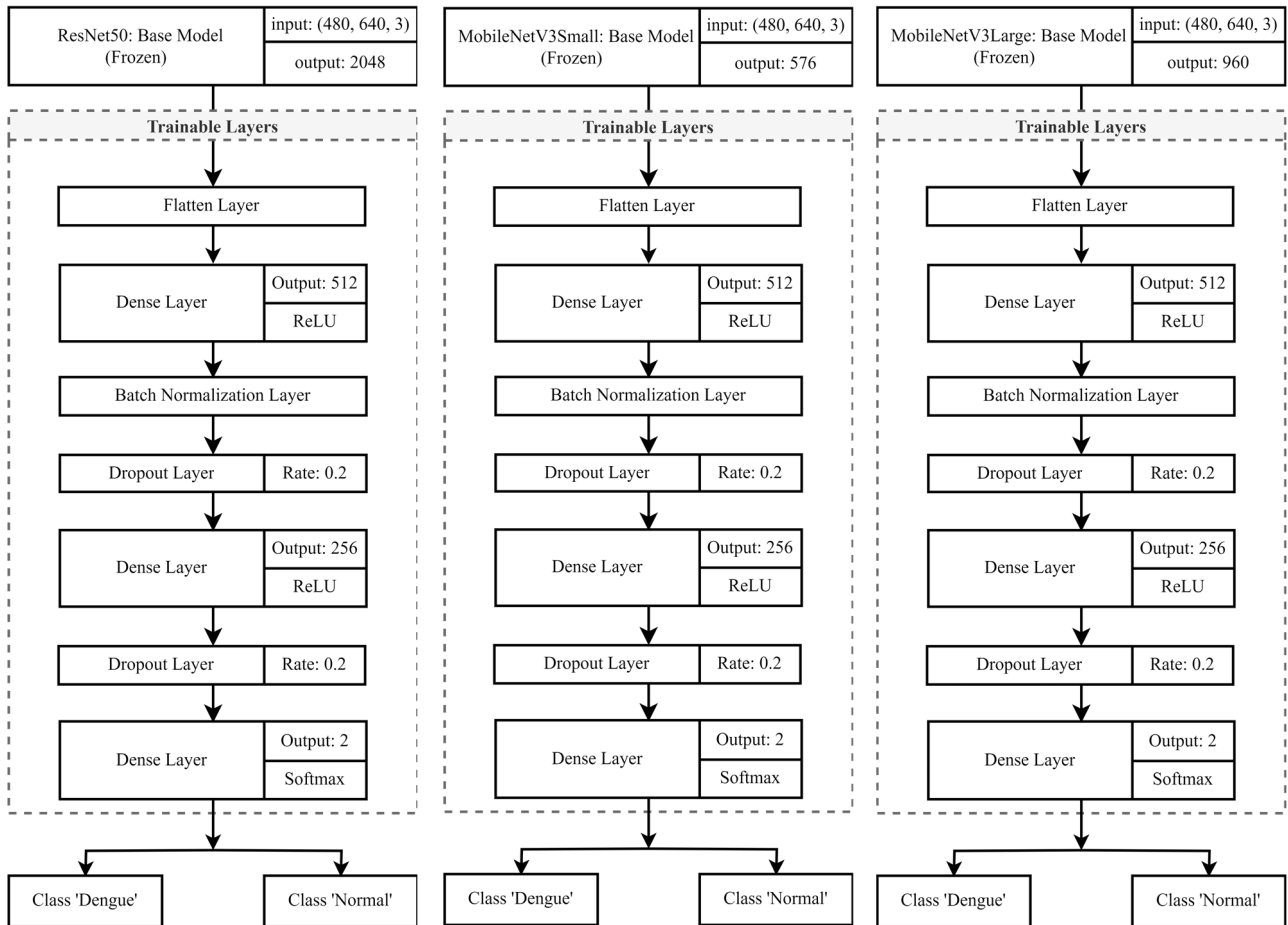 ResNet50: Base Model
(Frozen)
input: (480, 640, 3)
output: 2048
Trainable Layers
Flatten Layer
Dense Layer
Output: 512
ReLU
Batch Normalization Layer
Dropout Layer
Rate: 0.2
Dense Layer
Output: 256
ReLU
Dropout Layer
Rate: 0.2
Dense Layer
Output: 2
Softmax
Class 'Dengue'
Class 'Normal'
MobileNetV3Small: Base Model
(Frozen)
input: (480, 640, 3)
output: 576
Trainable Layers
Flatten Layer
Dense Layer
Output: 512
ReLU
Batch Normalization Layer
Dropout Layer
Rate: 0.2
Dense Layer
Output: 256
ReLU
Dropout Layer
Rate: 0.2
Dense Layer
Output: 2
Softmax
Class 'Dengue'
Class 'Normal'
MobileNetV3Large: Base Model
(Frozen)
input: (480, 640, 3)
output: 960
Trainable Layers
Flatten Layer
Dense Layer
Output: 512
ReLU
Batch Normalization Layer
Dropout Layer
Rate: 0.2
Dense Layer
Output: 256
ReLU
Dropout Layer
Rate: 0.2
Dense Layer
Output: 2
Softmax
Class 'Dengue'
Class 'Normal'